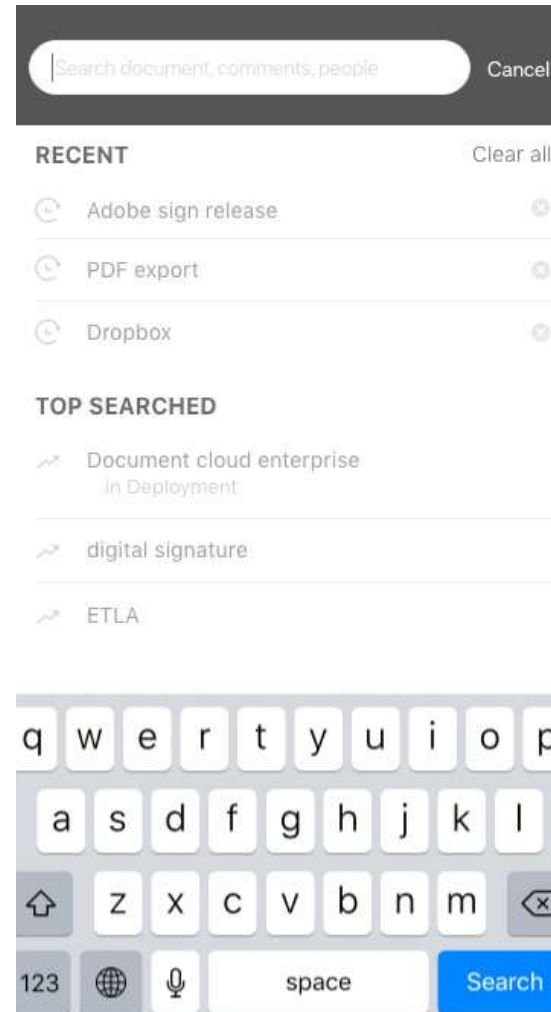 Search document, comments, people
Cancel
RECENT
Clear all
Adobe sign release
PDF export
Dropbox
TOP SEARCHED
Document cloud enterprise
in Deployment
digital signature
ETLA
q w e r t y u i o p
a s d f g h j k l
z x c v b n m
123 space Search